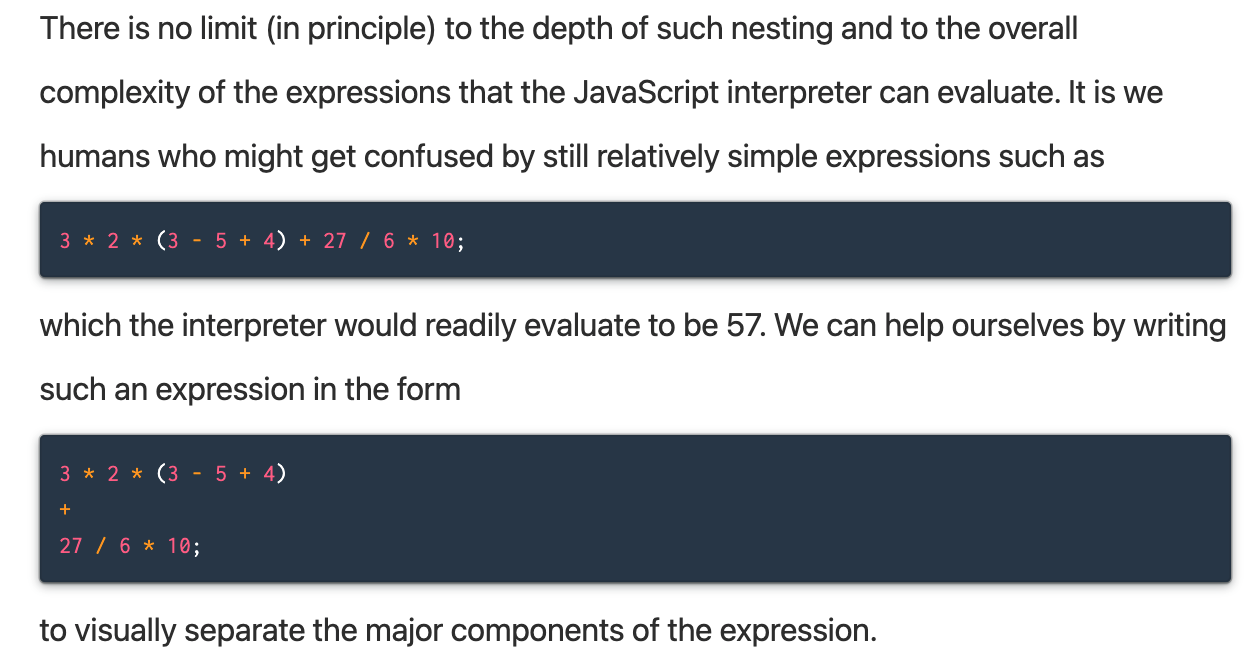 There is no limit (in principle) to the depth of such nesting and to the overall
complexity of the expressions that the JavaScript interpreter can evaluate. It is we
humans who might get confused by still relatively simple expressions such as
3 * 2 * (3 - 5 + 4) + 27 / 6 * 10;
which the interpreter would readily evaluate to be 57. We can help ourselves by writing
such an expression in the form
3 * 2 * (3 - 5 + 4)
+
27 / 6 * 10;
to visually separate the major components of the expression.